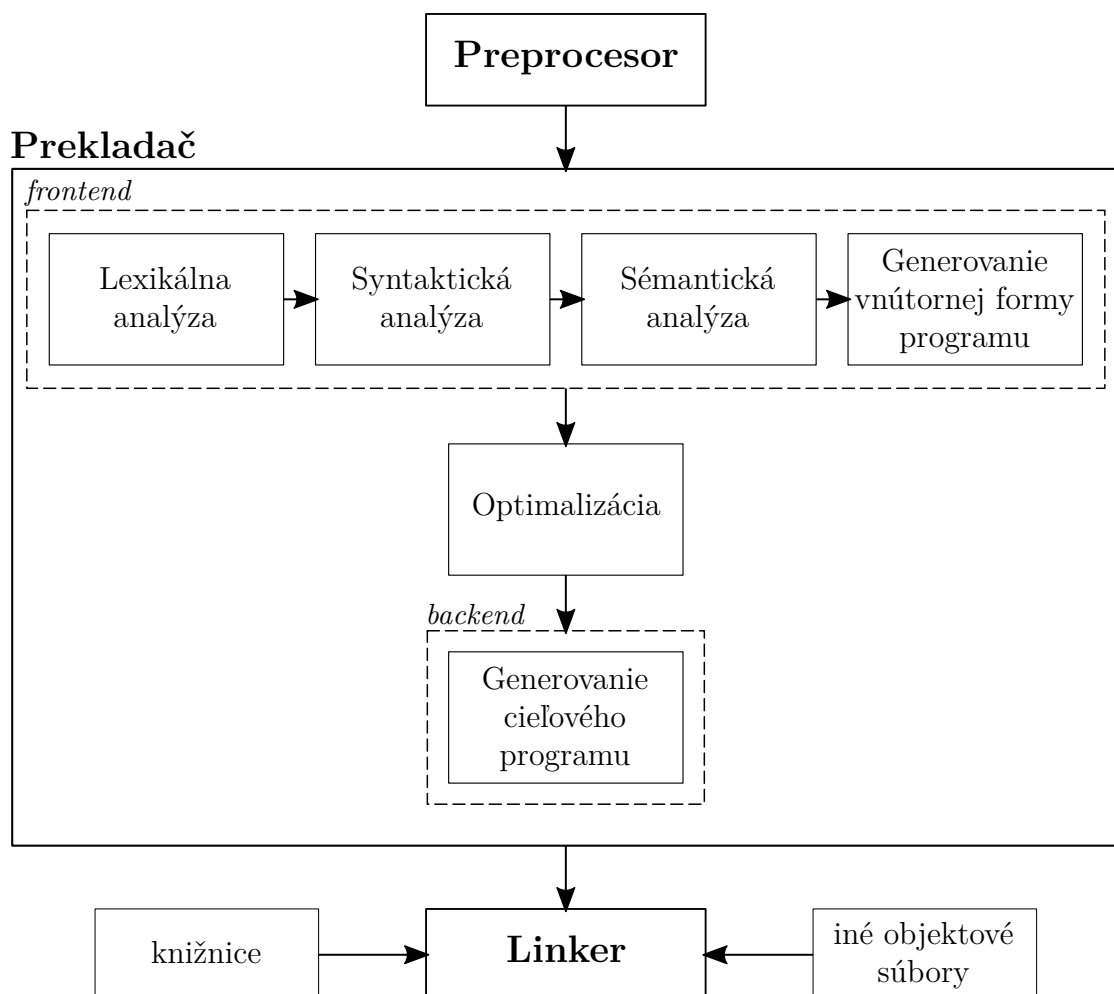 Preprocesor
Prekladač
frontend
Lexikálna
analýza
Syntaktická
analýza
Sémantická
analýza
Generovanie
vnútornej formy
programu
Optimalizácia
backend
Generovanie
cieľového
programu
knižnice
Linker
iné objektové
súbory